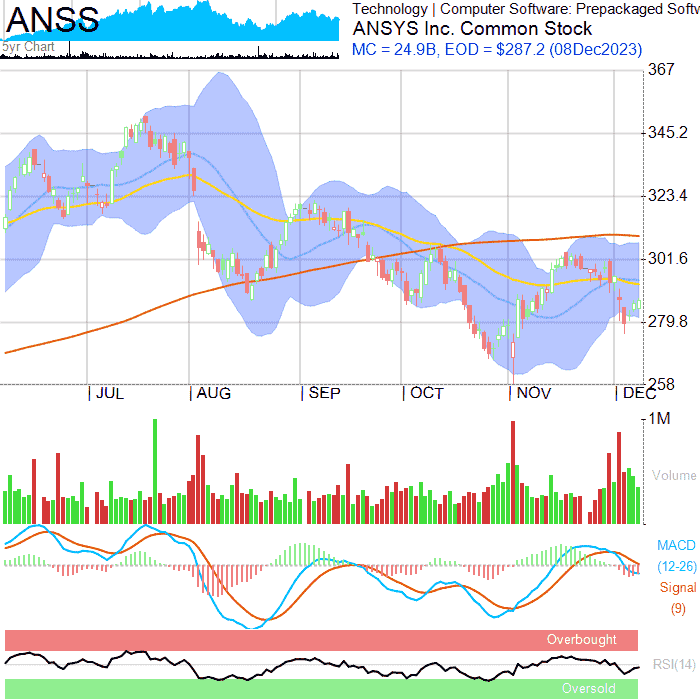 ANSS
5yr Chart
Technology | Computer Software: Prepackaged Softw
ANSYS Inc. Common Stock
MC = 24.9B, EOD = $287.2 (08Dec2023)
367
345.2
323.4
301.6
279.8
258
JUL AUG SEP OCT NOV DEC
1M
Volume
MACD
(12-26)
Signal
(9)
Overbought
RSI(14)
Oversold